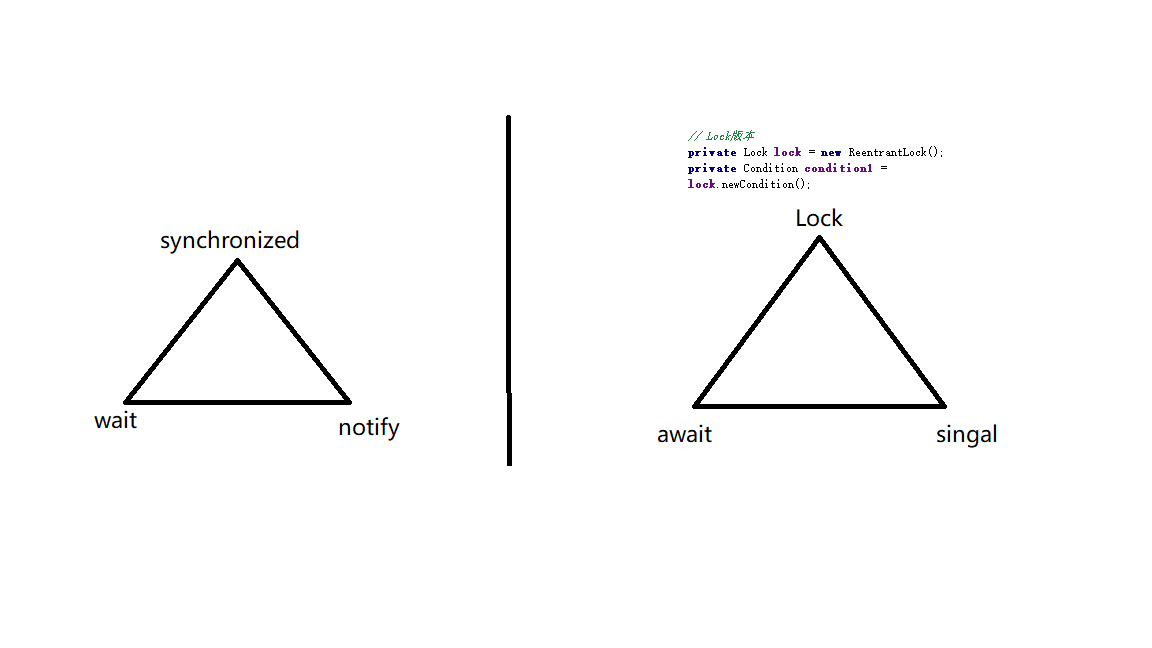 synchronized
wait
notify
// Lock版本
private Lock lock = new ReentrantLock();
private Condition condition1 =
lock.newCondition();
Lock
await
singal